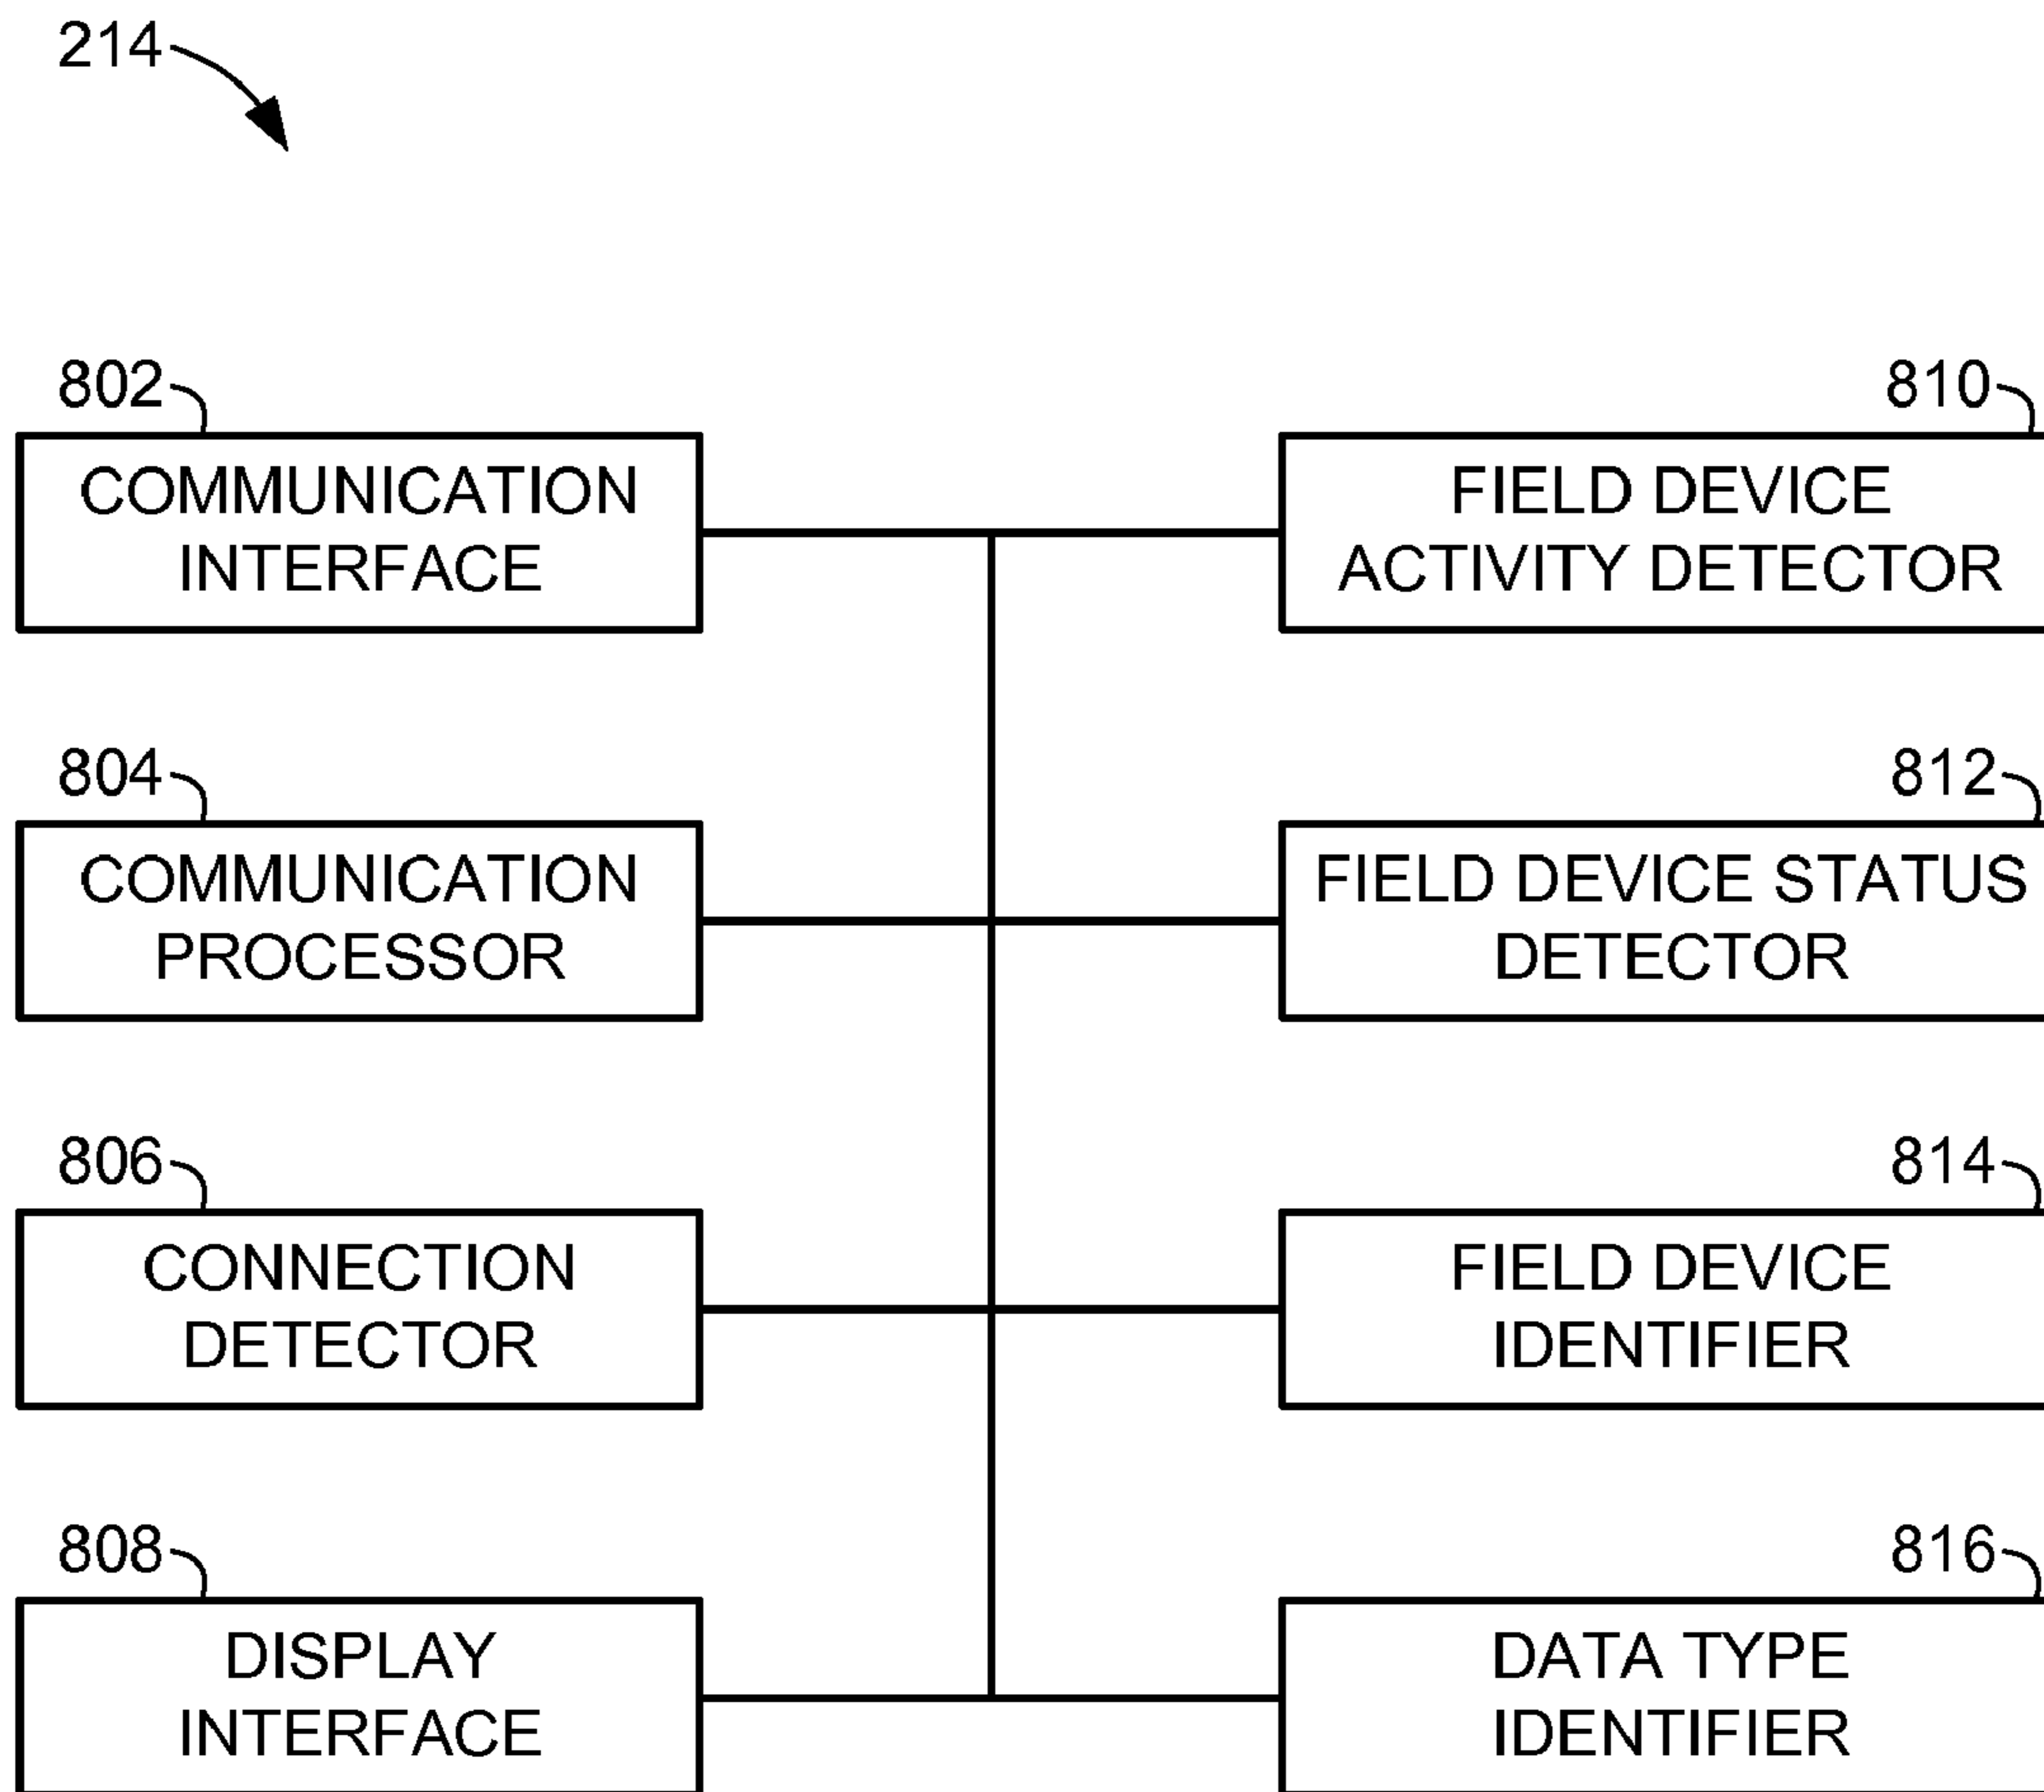 214
802
COMMUNICATION
INTERFACE
810
FIELD DEVICE
ACTIVITY DETECTOR
804
COMMUNICATION
PROCESSOR
812
FIELD DEVICE STATUS
DETECTOR
806
CONNECTION
DETECTOR
814
FIELD DEVICE
IDENTIFIER
808
DISPLAY
INTERFACE
816
DATA TYPE
IDENTIFIER